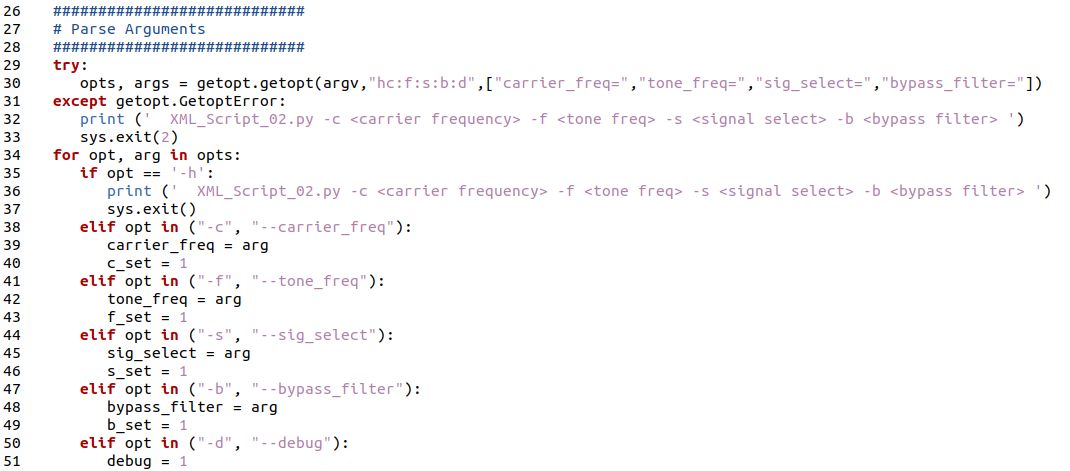 26 ############################
27 # Parse Arguments
28 ############################
29 try:
30    opts, args = getopt.getopt(argv,"hc:f:s:b:d",["carrier_freq=","tone_freq=","sig_select=","bypass_filter="])
31 except getopt.GetoptError:
32    print ('  XML_Script_02.py -c <carrier frequency> -f <tone freq> -s <signal select> -b <bypass filter> ')
33    sys.exit(2)
34 for opt, arg in opts:
35    if opt == '-h':
36       print ('  XML_Script_02.py -c <carrier frequency> -f <tone freq> -s <signal select> -b <bypass filter> ')
37       sys.exit()
38    elif opt in ("-c", "--carrier_freq"):
39       carrier_freq = arg
40       c_set = 1
41    elif opt in ("-f", "--tone_freq"):
42       tone_freq = arg
43       f_set = 1
44    elif opt in ("-s", "--sig_select"):
45       sig_select = arg
46       s_set = 1
47    elif opt in ("-b", "--bypass_filter"):
48       bypass_filter = arg
49       b_set = 1
50    elif opt in ("-d", "--debug"):
51       debug = 1